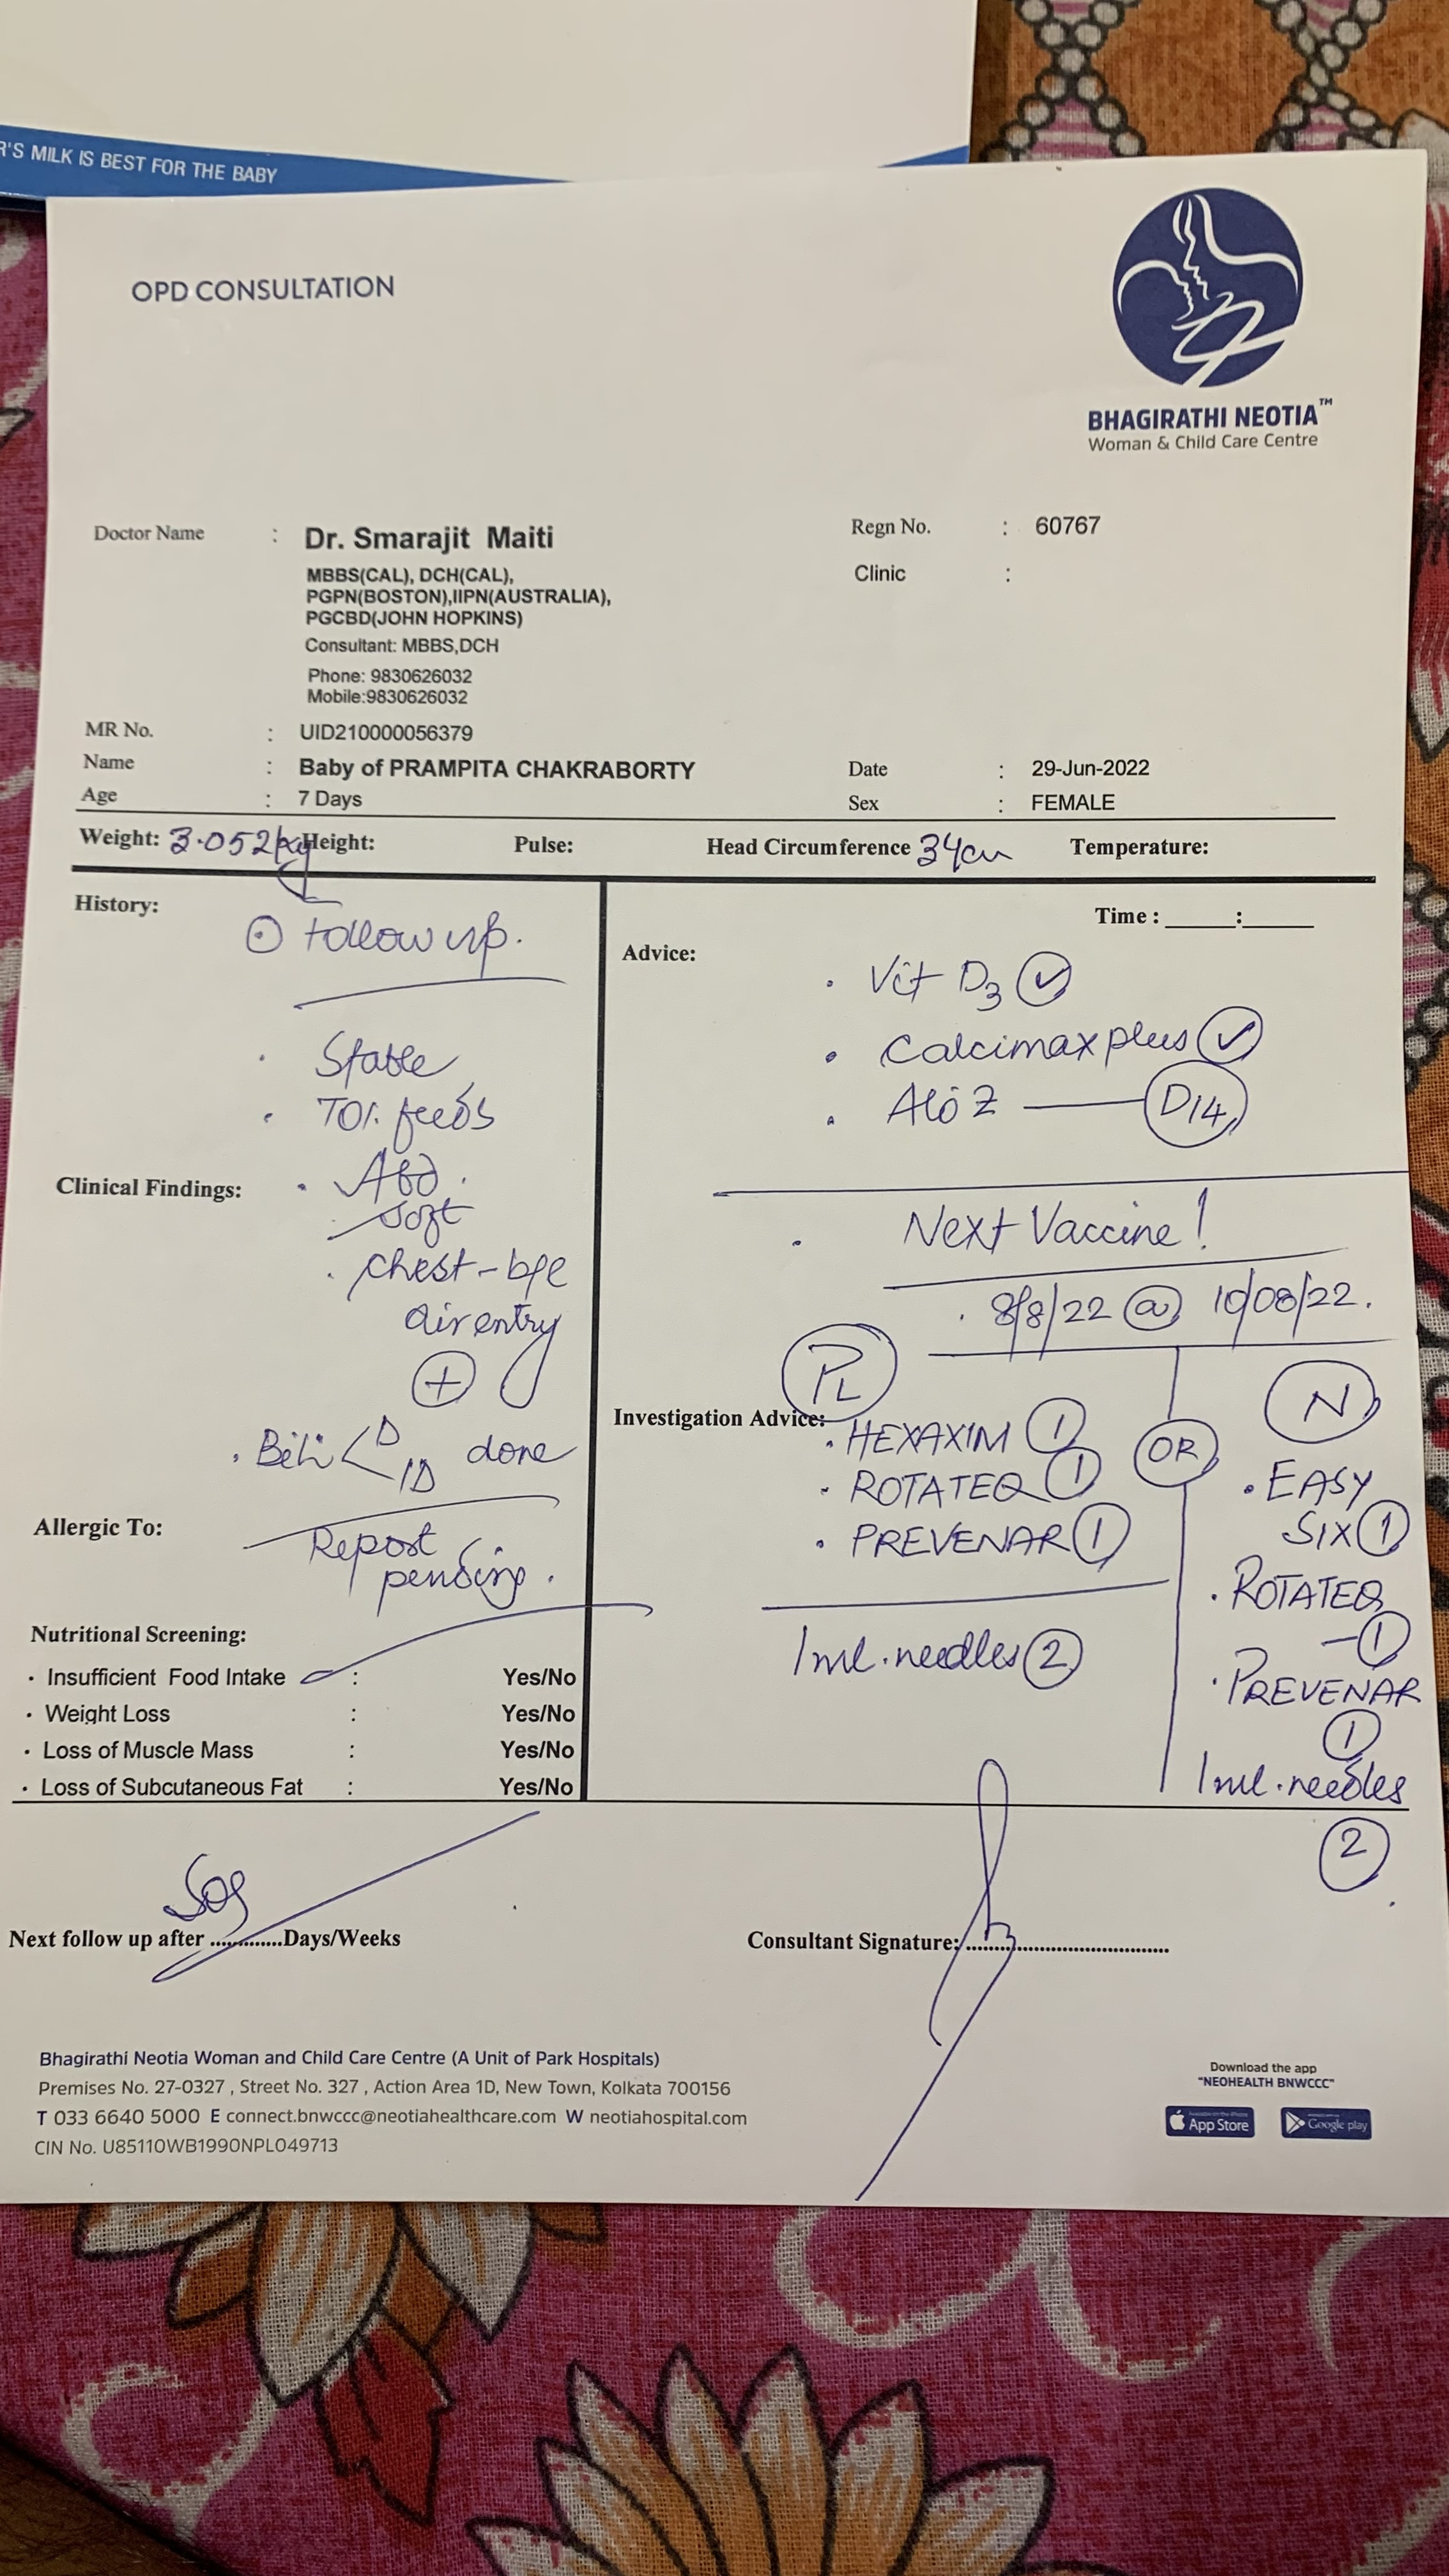 R'S MILK IS BEST FOR THE BABY
OPD CONSULTATION
BHAGIRATHI NEOTIA™
Woman & Child Care Centre
Doctor Name : Dr. Smarajit Maiti
MBBS(CAL), DCH(CAL),
PGPN(BOSTON),IIPN(AUSTRALIA),
PGCBD(JOHN HOPKINS)
Consultant: MBBS,DCH
Phone: 9830626032
Mobile:9830626032
Regn No. : 60767
Clinic :
MR No. : UID210000056379
Name : Baby of PRAMPITA CHAKRABORTY
Date : 29-Jun-2022
Age : 7 Days
Sex : FEMALE
Weight: 3.052kg Height: Pulse: Head Circumference 34cm Temperature:
History:
Follow up.
. Stable
. Tol. feeds
Clinical Findings: . Abd.
soft
. Chest - b/l
air entry
+
. Bili < D ID done
Allergic To:
Report
pending.
Nutritional Screening:
· Insufficient Food Intake : Yes/No
· Weight Loss : Yes/No
· Loss of Muscle Mass : Yes/No
· Loss of Subcutaneous Fat : Yes/No
Time : _____:_____
Advice:
. Vit D3 ✓
. Calcimax plus ✓
. Alo Z — D14
. Next Vaccine!
. 8/8/22 @ 10/08/22.
PL
Investigation Advice:
. HEXAXIM 1
. ROTATEQ 1
. PREVENAR 1
1ml. needles 2
OR
N
. EASY
SIX 1
. ROTATEQ
- 1
. PREVENAR
1
1ml. needles
2
SOS
Next follow up after .............Days/Weeks
Consultant Signature:........................................
Bhagirathi Neotia Woman and Child Care Centre (A Unit of Park Hospitals)
Premises No. 27-0327 , Street No. 327 , Action Area 1D, New Town, Kolkata 700156
T 033 6640 5000 E connect.bnwccc@neotiahealthcare.com W neotiahospital.com
CIN No. U85110WB1990NPL049713
Download the app
"NEOHEALTH BNWCCC"
App Store
Google play